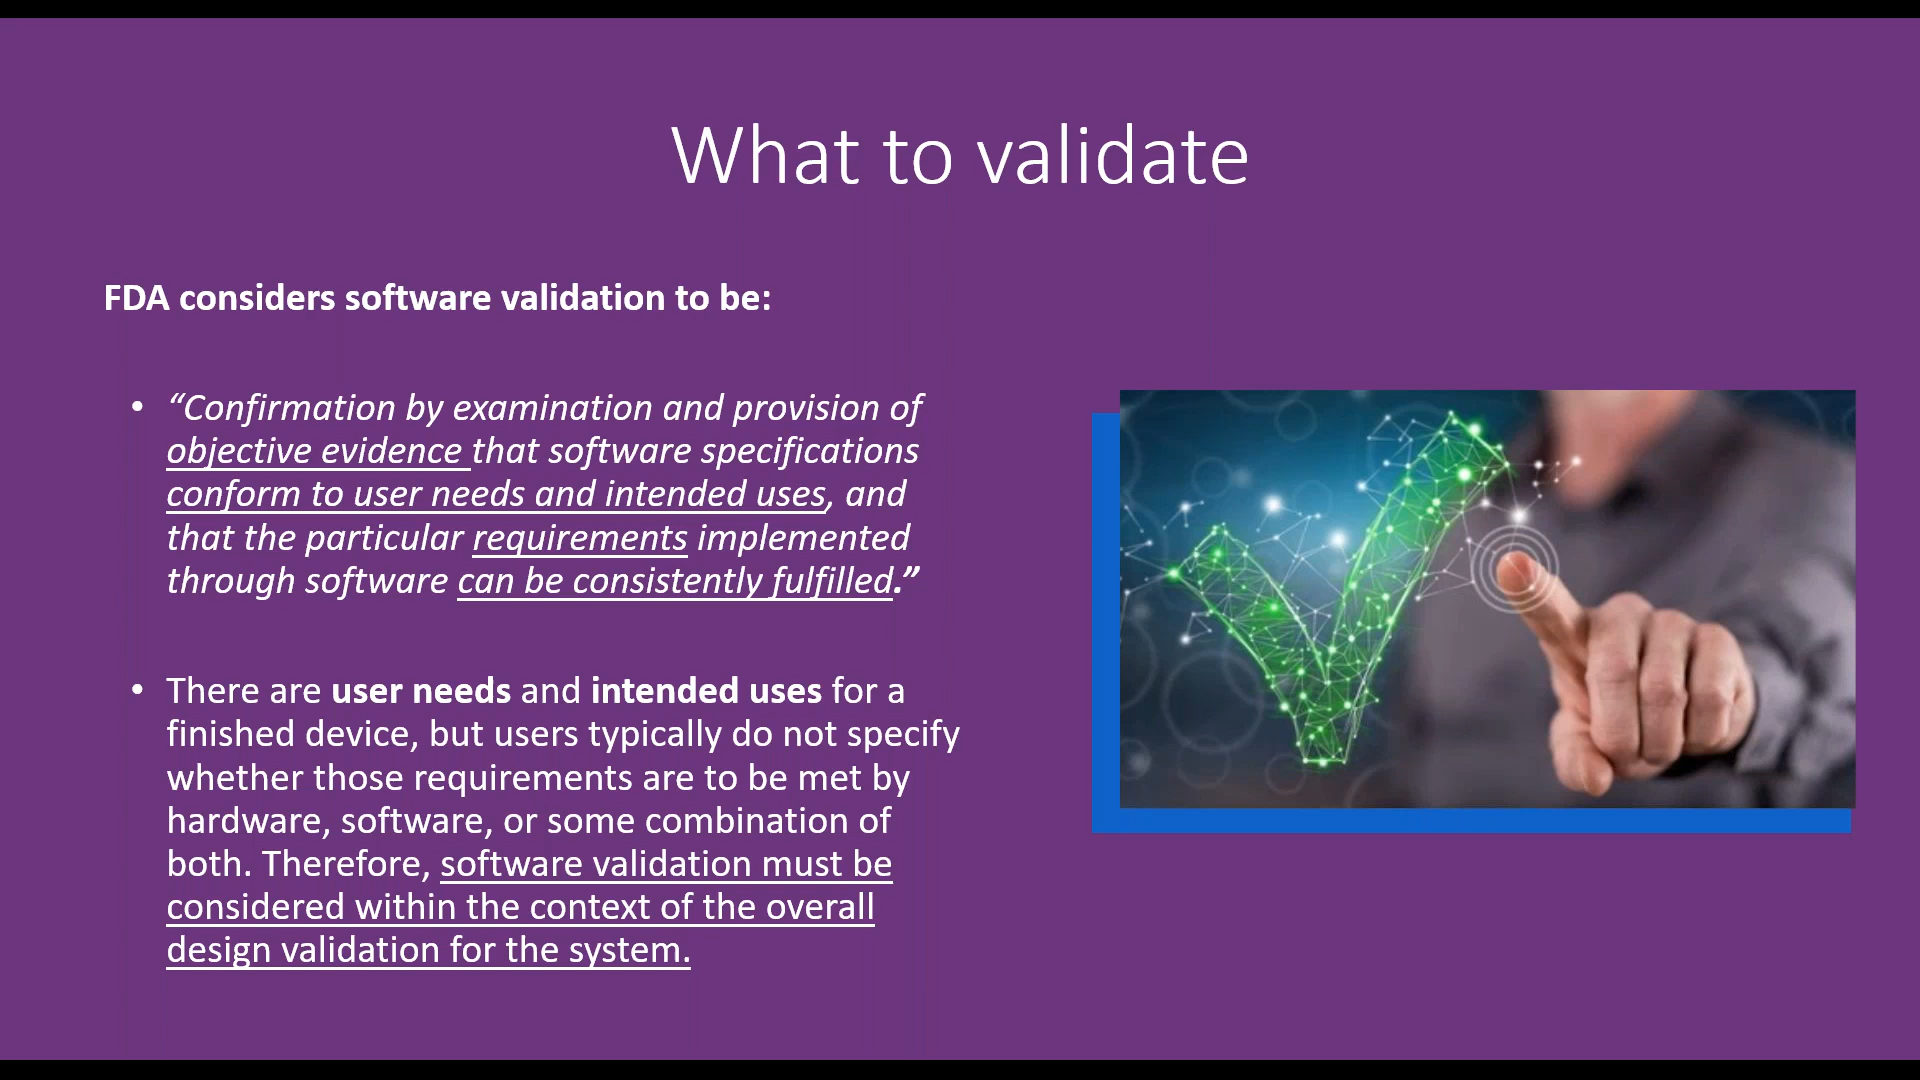 What to validate
FDA considers software validation to be:
• “Confirmation by examination and provision of
objective evidence that software specifications
conform to user needs and intended uses, and
that the particular requirements implemented
through software can be consistently fulfilled.”
• There are user needs and intended uses for a
finished device, but users typically do not specify
whether those requirements are to be met by
hardware, software, or some combination of
both. Therefore, software validation must be
considered within the context of the overall
design validation for the system.